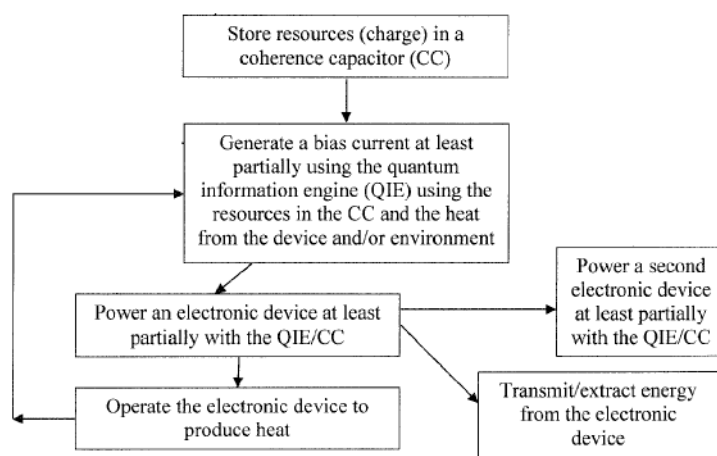 Store resources (charge) in a
coherence capacitor (CC)
Generate a bias current at least
partially using the quantum
information engine (QIE) using the
resources in the CC and the heat
from the device and/or environment
Power a second
electronic device
at least partially
with the QIE/CC
Power an electronic device at least
partially with the QIE/CC
Transmit/extract energy
from the electronic
device
Operate the electronic device to
produce heat